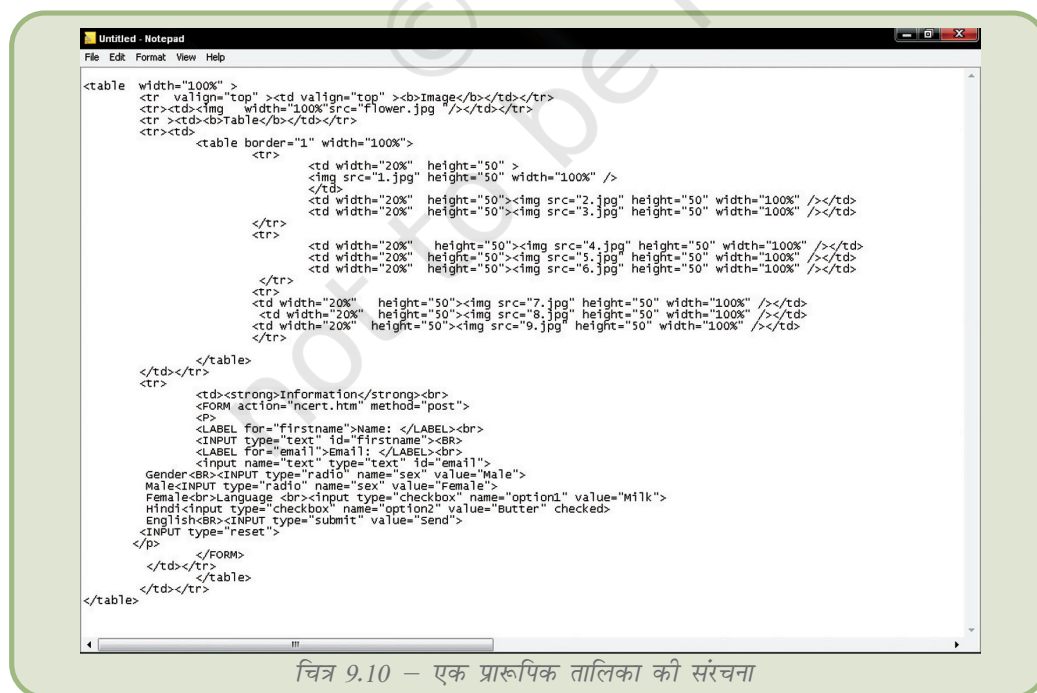 Untitled - Notepad
File Edit Format View Help
<table width="100%" >
<tr valign="top" ><td valign="top" ><b>Image</b></td></tr>
<tr><td><img width="100%"src="flower.jpg "/></td></tr>
<tr ><td><b>Table</b></td></tr>
<tr><td>
<table border="1" width="100%">
<tr>
<td width="20%" height="50" >
<img src="1.jpg" height="50" width="100%" />
</td>
<td width="20%" height="50"><img src="2.jpg" height="50" width="100%" /></td>
<td width="20%" height="50"><img src="3.jpg" height="50" width="100%" /></td>
</tr>
<tr>
<td width="20%" height="50"><img src="4.jpg" height="50" width="100%" /></td>
<td width="20%" height="50"><img src="5.jpg" height="50" width="100%" /></td>
<td width="20%" height="50"><img src="6.jpg" height="50" width="100%" /></td>
</tr>
<tr>
<td width="20%" height="50"><img src="7.jpg" height="50" width="100%" /></td>
<td width="20%" height="50"><img src="8.jpg" height="50" width="100%" /></td>
<td width="20%" height="50"><img src="9.jpg" height="50" width="100%" /></td>
</tr>
</table>
</td></tr>
<tr>
<td><strong>Information</strong><br>
<FORM action="ncert.htm" method="post">
<P>
<LABEL for="firstname">Name: </LABEL><br>
<INPUT type="text" id="firstname"><BR>
<LABEL for="email">Email: </LABEL><br>
<input name="text" type="text" id="email">
Gender<BR><INPUT type="radio" name="sex" value="Male">
Male<INPUT type="radio" name="sex" value="Female">
Female<br>Language <br><input type="checkbox" name="option1" value="Milk">
Hindi<input type="checkbox" name="option2" value="Butter" checked>
English<BR><INPUT type="submit" value="Send">
<INPUT type="reset">
</p>
</FORM>
</td></tr>
</table>
</td></tr>
</table>
चित्र 9.10 – एक प्रारूपिक तालिका की संरचना
© not to be